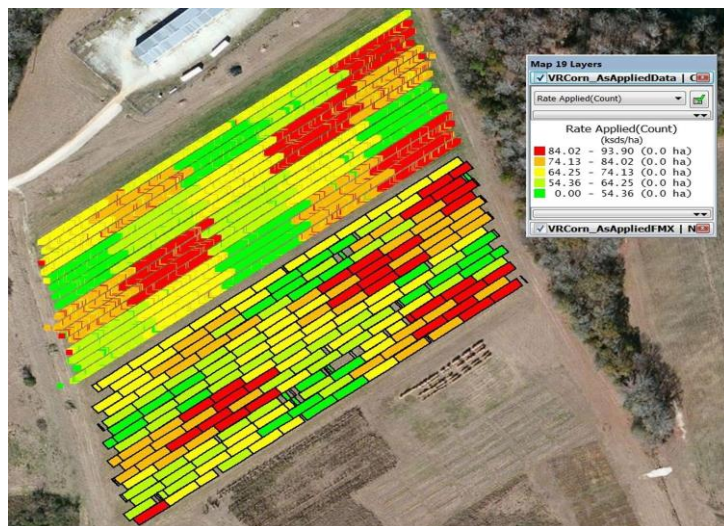 Map 19 Layers
VRCorn_AsAppliedData | C
Rate Applied(Count)
Rate Applied(Count)
(ksds/ha)
84.02 - 93.90 (0.0 ha)
74.13 - 84.02 (0.0 ha)
64.25 - 74.13 (0.0 ha)
54.36 - 64.25 (0.0 ha)
0.00 - 54.36 (0.0 ha)
VRCorn_AsAppliedFMX | N